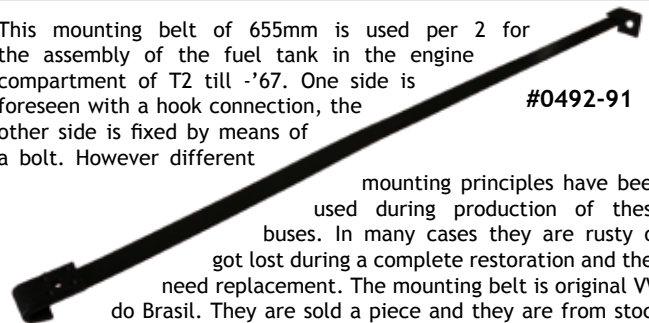 This mounting belt of 655mm is used per 2 for
the assembly of the fuel tank in the engine
compartment of T2 till -’67. One side is
foreseen with a hook connection, the
#0492-91
other side is fixed by means of
a bolt. However different
mounting principles have bee
used during production of thes
buses. In many cases they are rusty o
got lost during a complete restoration and the
need replacement. The mounting belt is original VW
do Brasil. They are sold a piece and they are from stoc